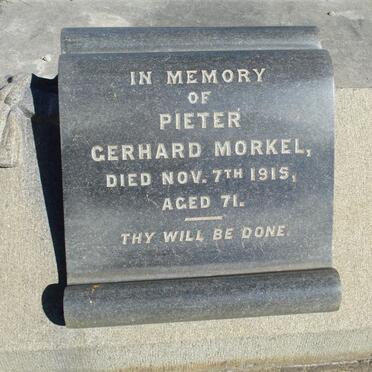 IN MEMORY
OF
PIETER
GERHARD MORKEL,
DIED NOV. 7TH 1915,
AGED 71.
THY WILL BE DONE.